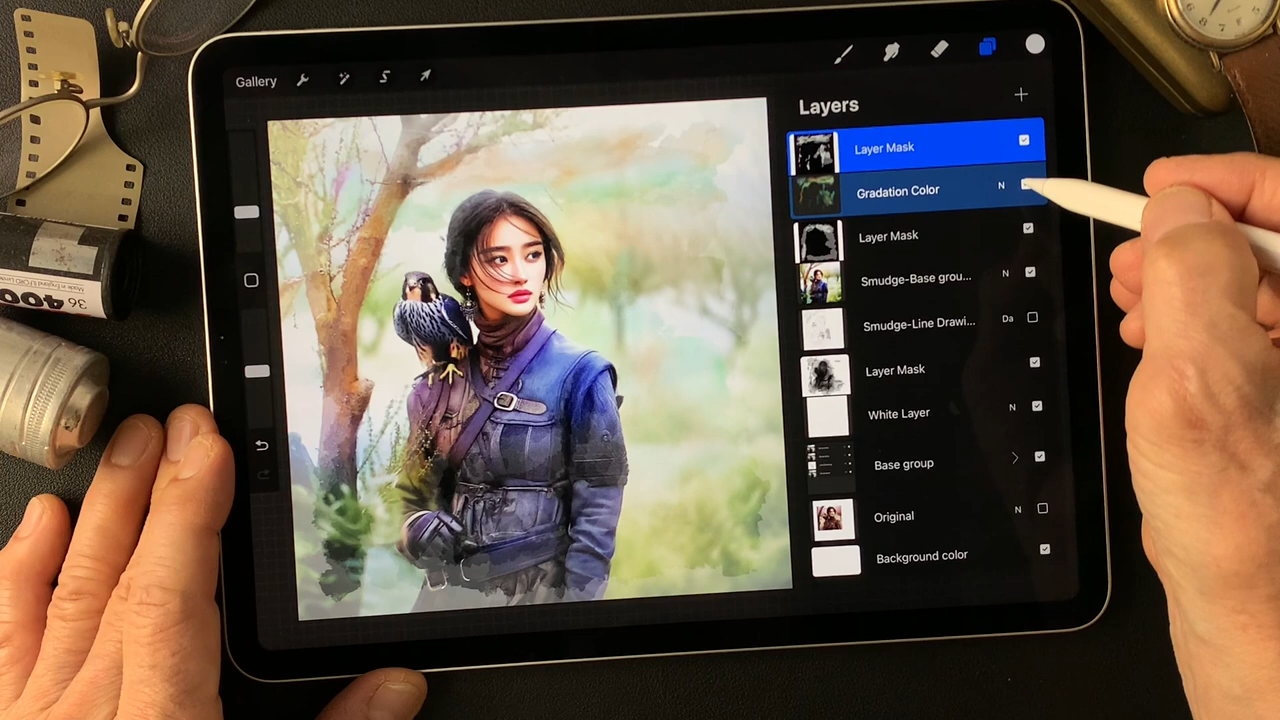 Gallery
Layers
Layer Mask
Gradation Color N
Layer Mask
Smudge-Base grou... N
Smudge-Line Drawi... Da
Layer Mask
White Layer N
Base group
Original N
Background color
400
36